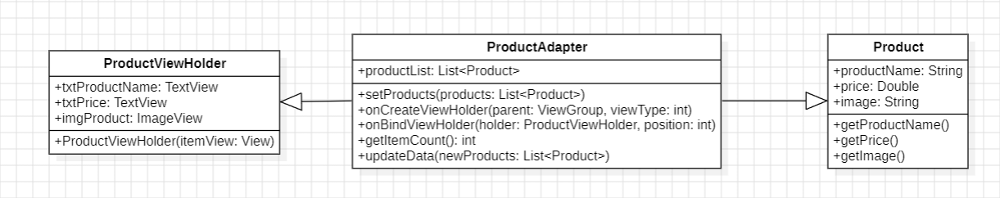 ProductViewHolder
+txtProductName: TextView
+txtPrice: TextView
+imgProduct: ImageView
+ProductViewHolder(itemView: View)
ProductAdapter
+productList: List<Product>
+setProducts(products: List<Product>)
+onCreateViewHolder(parent: ViewGroup, viewType: int)
+onBindViewHolder(holder: ProductViewHolder, position: int)
+getItemCount(): int
+updateData(newProducts: List<Product>)
Product
+productName: String
+price: Double
+image: String
+getProductName()
+getPrice()
+getImage()